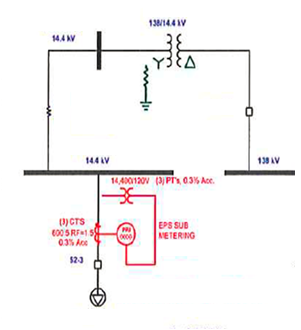 138/14.4 kV
14.4 kV
14.4 kV
138 kV
14,400/120V (3) PT's, 0.3% Acc.
(3) CTS
600:5 RF=1.5
0.3% Acc
EPS SUB
METERING
52-3